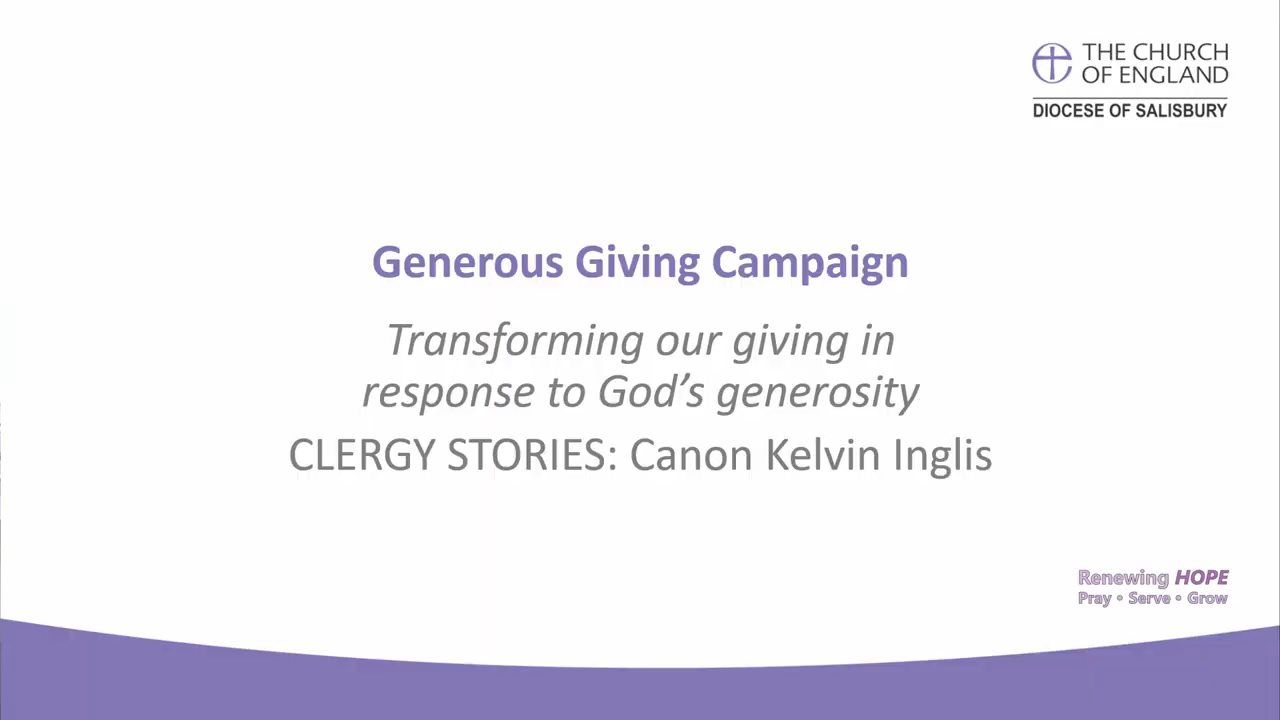 THE CHURCH
OF ENGLAND
DIOCESE OF SALISBURY
Generous Giving Campaign
Transforming our giving in
response to God’s generosity
CLERGY STORIES: Canon Kelvin Inglis
Renewing HOPE
Pray • Serve • Grow